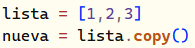 lista = [1,2,3]
nueva = lista.copy()